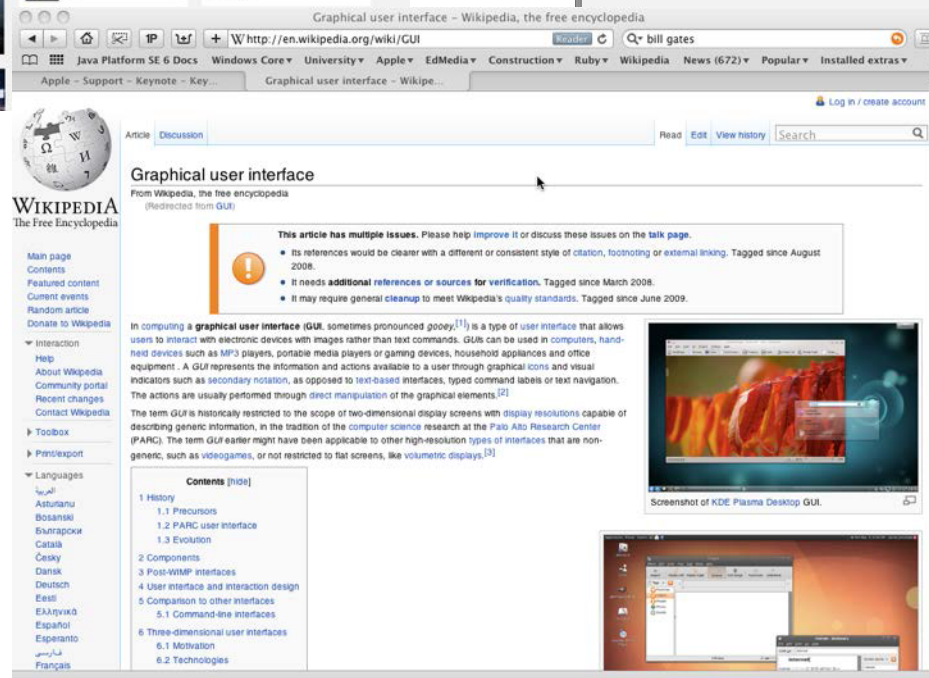 Graphical user interface – Wikipedia, the free encyclopedia
1P + W http://en.wikipedia.org/wiki/GUI Reader bill gates
Java Platform SE 6 Docs Windows Core University Apple EdMedia Construction Ruby Wikipedia News (672) Popular Installed extras
Apple – Support – Keynote – Key... Graphical user interface – Wikipe...
Log in / create account
Article Discussion Read Edit View history Search
Graphical user interface
From Wikipedia, the free encyclopedia
(Redirected from GUI)
WIKIPEDIA
The Free Encyclopedia
Main page
Contents
Featured content
Current events
Random article
Donate to Wikipedia
Interaction
Help
About Wikipedia
Community portal
Recent changes
Contact Wikipedia
Toolbox
Print/export
Languages
العربية
Asturianu
Bosanski
Български
Català
Česky
Dansk
Deutsch
Eesti
Ελληνικά
Español
Esperanto
فارسی
Français
This article has multiple issues. Please help improve it or discuss these issues on the talk page.
• Its references would be clearer with a different or consistent style of citation, footnoting or external linking. Tagged since August
2008.
• It needs additional references or sources for verification. Tagged since March 2008.
• It may require general cleanup to meet Wikipedia's quality standards. Tagged since June 2009.
In computing a graphical user interface (GUI, sometimes pronounced gooey,[1]) is a type of user interface that allows
users to interact with electronic devices with images rather than text commands. GUIs can be used in computers, hand-
held devices such as MP3 players, portable media players or gaming devices, household appliances and office
equipment . A GUI represents the information and actions available to a user through graphical icons and visual
indicators such as secondary notation, as opposed to text-based interfaces, typed command labels or text navigation.
The actions are usually performed through direct manipulation of the graphical elements.[2]
The term GUI is historically restricted to the scope of two-dimensional display screens with display resolutions capable of
describing generic information, in the tradition of the computer science research at the Palo Alto Research Center
(PARC). The term GUI earlier might have been applicable to other high-resolution types of interfaces that are non-
generic, such as videogames, or not restricted to flat screens, like volumetric displays.[3]
Contents [hide]
1 History
1.1 Precursors
1.2 PARC user interface
1.3 Evolution
2 Components
3 Post-WIMP interfaces
4 User interface and interaction design
5 Comparison to other interfaces
5.1 Command-line interfaces
6 Three-dimensional user interfaces
6.1 Motivation
6.2 Technologies
Screenshot of KDE Plasma Desktop GUI.